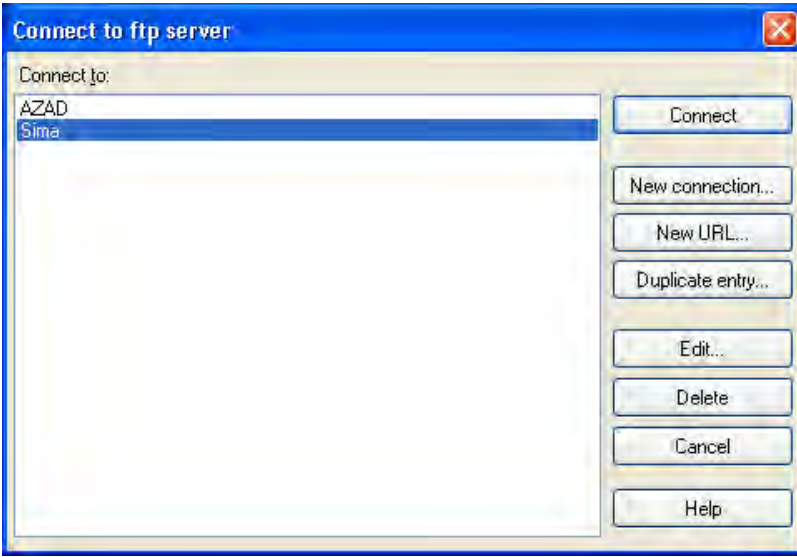 Connect to ftp server
Connect to:
AZAD
Sima
Connect
New connection...
New URL...
Duplicate entry...
Edit...
Delete
Cancel
Help